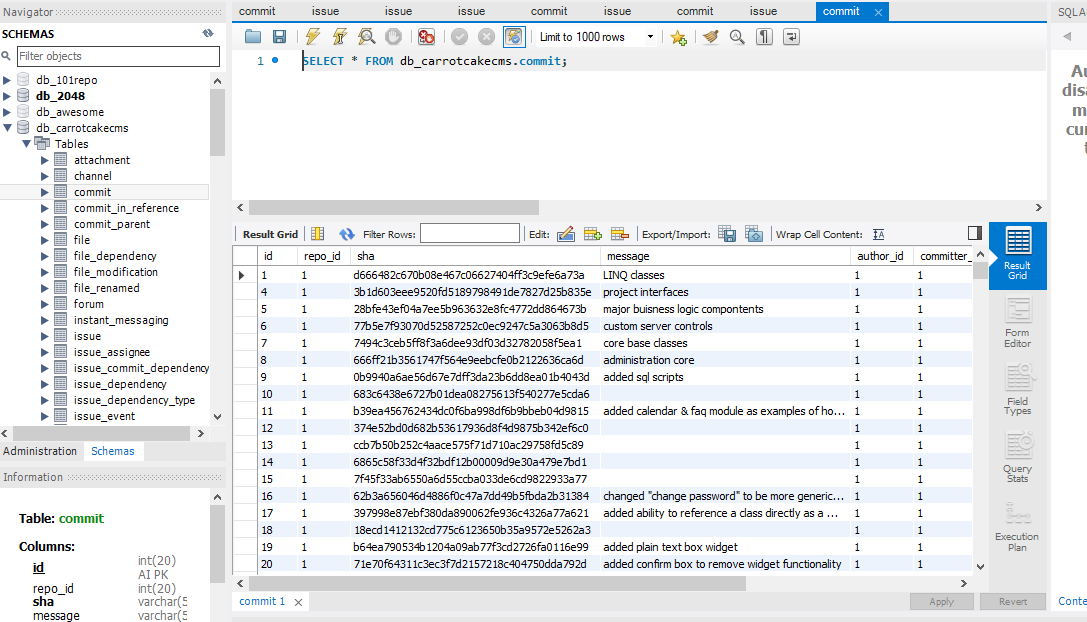 Navigator
SCHEMAS
Filter objects
db_101repo
db_2048
db_awesome
db_carrotcakecms
Tables
attachment
channel
commit
commit_in_reference
commit_parent
file
file_dependency
file_modification
file_renamed
forum
instant_messaging
issue
issue_assignee
issue_commit_dependency
issue_dependency
issue_dependency_type
issue_event
Administration Schemas
Information
Table: commit
Columns:
id int(20)
AI PK
repo_id int(20)
sha varchar(5
message varchar(5
commit issue issue issue commit issue commit issue commit
Limit to 1000 rows
1 SELECT * FROM db_carrotcakecms.commit;
Result Grid Filter Rows: Edit: Export/Import: Wrap Cell Content: IA
id repo_id sha message author_id committer_
1 1 d666482c670b08e467c06627404ff3c9efe6a73a LINQ classes 1 1
4 1 3b1d603eee9520fd5189798491de7827d25b835e project interfaces 1 1
5 1 28bfe43ef04a7ee5b963632e8fc4772dd864673b major buisness logic compontents 1 1
6 1 77b5e7f93070d52587252c0ec9247c5a3063b8d5 custom server controls 1 1
7 1 7494c3ceb5ff8f3a6dee93df03d32782058f5ea1 core base classes 1 1
8 1 666ff21b3561747f564e9eebcfe0b2122636ca6d administration core 1 1
9 1 0b9940a6ae56d67e7dff3da23b6dd8ea01b4043d added sql scripts 1 1
10 1 683c6438e6727b01dea08275613f540277e5cda6 1 1
11 1 b39ea456762434dc0f6ba998df6b9bbeb04d9815 added calendar & faq module as examples of ho... 1 1
12 1 374e52bd0d682b53617936d8f4d9875b342ef6c0 1 1
13 1 ccb7b50b252c4aace575f71d710ac29758fd5c89 1 1
14 1 6865c58f33d4f32bdf12b00009d9e30a479e7bd1 1 1
15 1 7f45f33ab6550a6d55ccba033de6cd9822933a77 1 1
16 1 62b3a656046d4886f0c47a7dd49b5fbda2b31384 changed "change password" to be more generic... 1 1
17 1 397998e87ebf380da890062fe936c4326a77a621 added ability to reference a class directly as a ... 1 1
18 1 18ecd1412132cd775c6123650b35a9572e5262a3 1 1
19 1 b64ea790534b1204a09ab77f3cd2726fa0116e99 added plain text box widget 1 1
20 1 71e70f64311c3ec3f7d2157218c404750dda792d added confirm box to remove widget functionality 1 1
commit 1 Apply Revert
Result
Grid
Form
Editor
Field
Types
Query
Stats
Execution
Plan
SQLA
Au
disa
m
cur
t
Conte